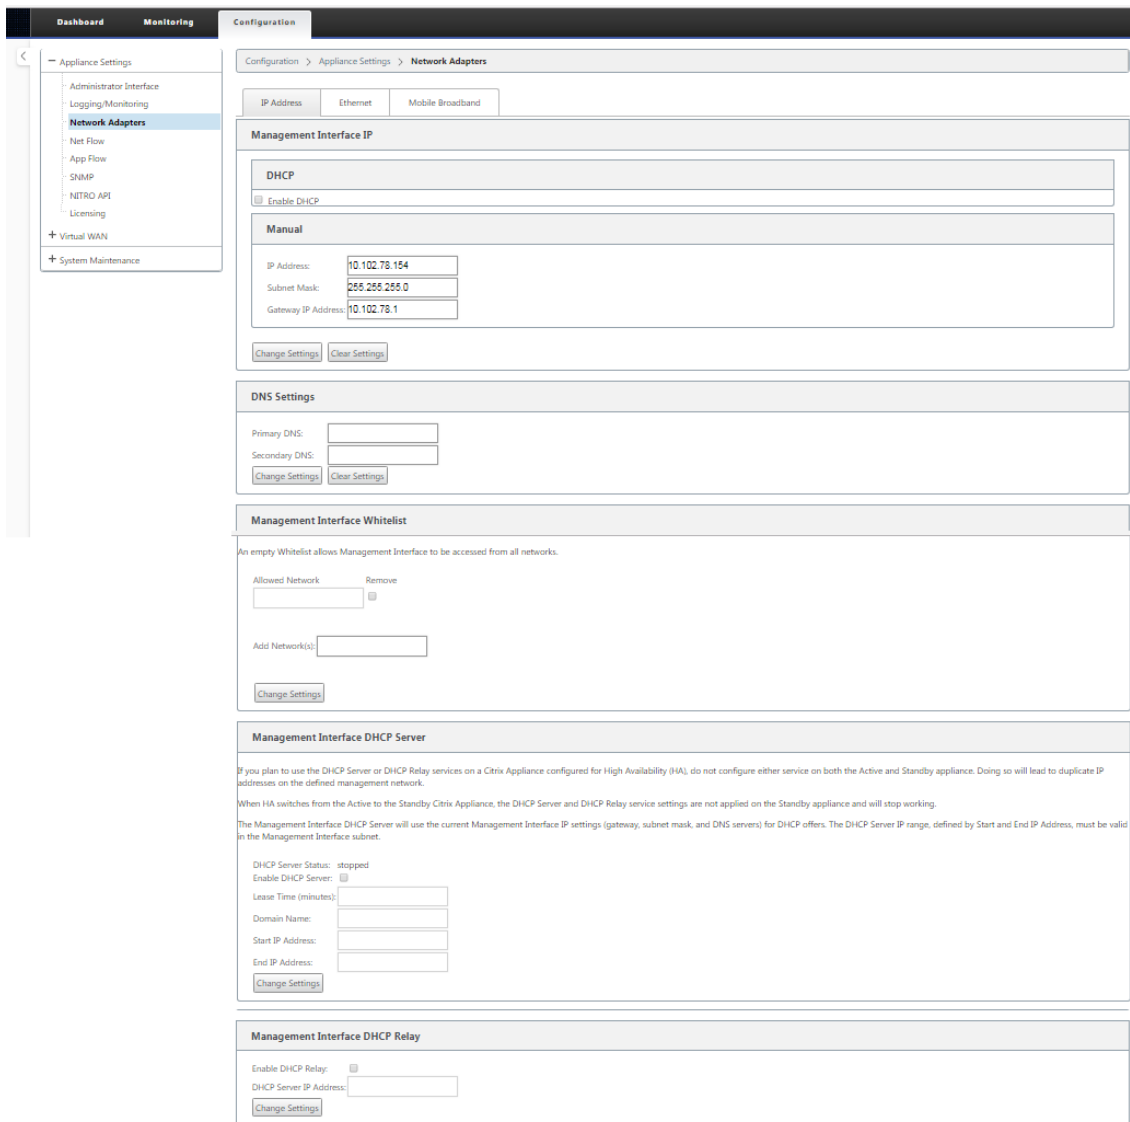 Dashboard Monitoring Configuration
Appliance Settings
Administrator Interface
Logging/Monitoring
Network Adapters
Net Flow
App Flow
SNMP
NITRO API
Licensing
Virtual WAN
System Maintenance
Configuration > Appliance Settings > Network Adapters
IP Address Ethernet Mobile Broadband
Management Interface IP
DHCP
Enable DHCP
Manual
IP Address: 10.102.78.154
Subnet Mask: 255.255.255.0
Gateway IP Address: 10.102.78.1
Change Settings Clear Settings
DNS Settings
Primary DNS:
Secondary DNS:
Change Settings Clear Settings
Management Interface Whitelist
An empty Whitelist allows Management Interface to be accessed from all networks.
Allowed Network Remove
Add Network(s):
Change Settings
Management Interface DHCP Server
If you plan to use the DHCP Server or DHCP Relay services on a Citrix Appliance configured for High Availability (HA), do not configure either service on both the Active and Standby appliance. Doing so will lead to duplicate IP
addresses on the defined management network.
When HA switches from the Active to the Standby Citrix Appliance, the DHCP Server and DHCP Relay service settings are not applied on the Standby appliance and will stop working.
The Management Interface DHCP Server will use the current Management Interface IP settings (gateway, subnet mask, and DNS servers) for DHCP offers. The DHCP Server IP range, defined by Start and End IP Address, must be valid
in the Management Interface subnet.
DHCP Server Status: stopped
Enable DHCP Server:
Lease Time (minutes):
Domain Name:
Start IP Address:
End IP Address:
Change Settings
Management Interface DHCP Relay
Enable DHCP Relay:
DHCP Server IP Address:
Change Settings